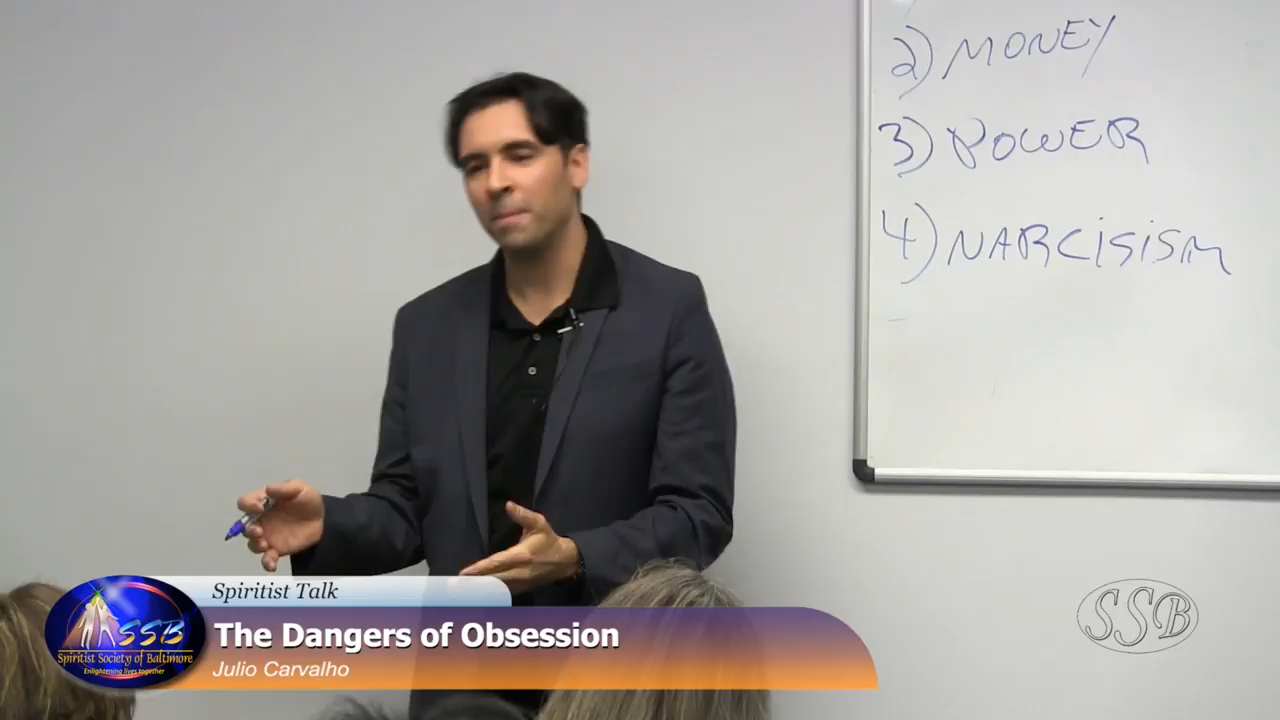 2) MONEY
3) POWER
4) NARCISISM
Spiritist Talk
The Dangers of Obsession
Julio Carvalho
SSB
Spiritist Society of Baltimore
Enlightening lives together
SSB